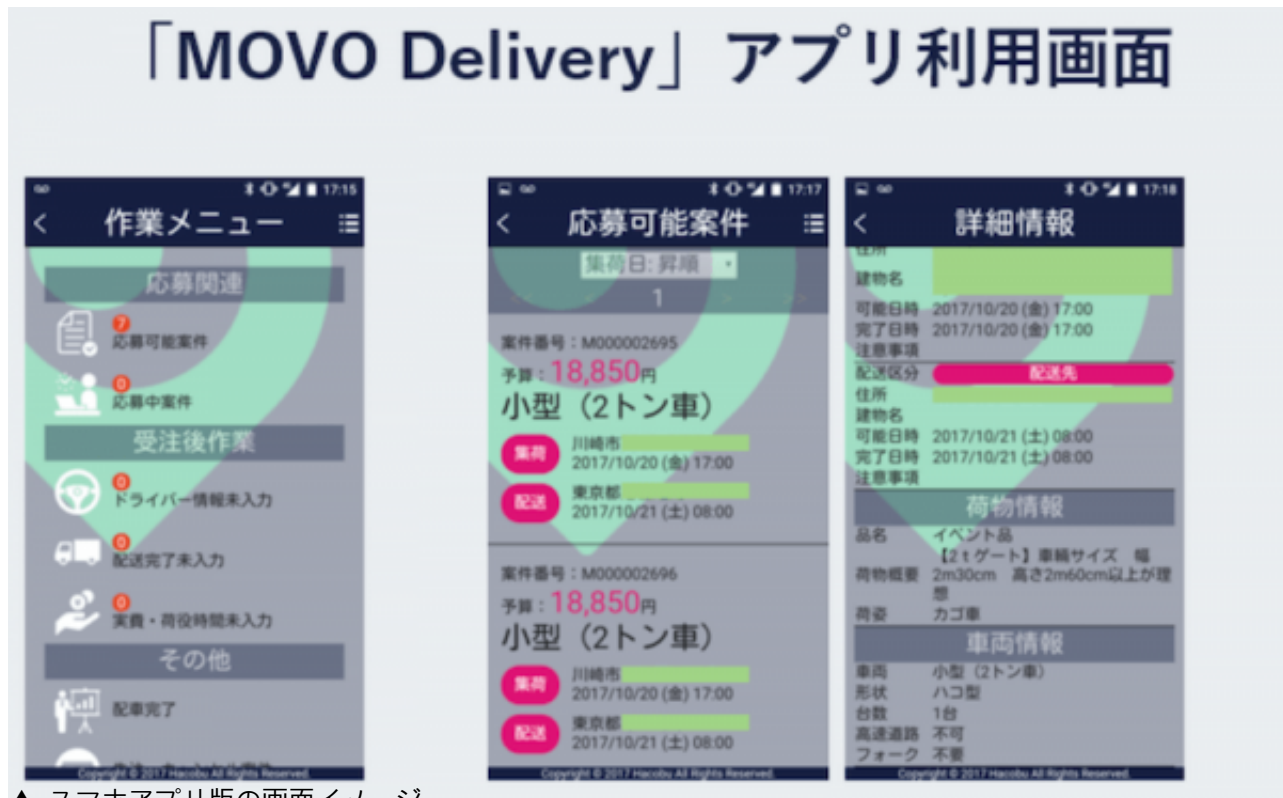 「MOVO Delivery」アプリ利用画面
17:15
作業メニュー
応募関連
7
応募可能案件
0
応募中案件
受注後作業
0
ドライバー情報未入力
0
配送完了未入力
0
実費・荷役時間未入力
その他
配車完了
Copyright © 2017 Hacobu All Rights Reserved.
17:17
応募可能案件
集荷日: 昇順
<< < 1 > >>
案件番号：M000002695
予算：18,850円
小型（2トン車）
集荷 川崎市
2017/10/20 (金) 17:00
配送 東京都
2017/10/21 (土) 08:00
案件番号：M000002696
予算：18,850円
小型（2トン車）
集荷 川崎市
2017/10/20 (金) 17:00
配送 東京都
2017/10/21 (土) 08:00
Copyright © 2017 Hacobu All Rights Reserved.
17:18
詳細情報
住所
建物名
可能日時 2017/10/20 (金) 17:00
完了日時 2017/10/20 (金) 17:00
注意事項
配送区分 配送先
住所
建物名
可能日時 2017/10/21 (土) 08:00
完了日時 2017/10/21 (土) 08:00
注意事項
荷物情報
品名 イベント品
【2ｔゲート】車輌サイズ 幅
荷物概要 2m30cm 高さ2m60cm以上が理
想
荷姿 カゴ車
車両情報
車両 小型（2トン車）
形状 ハコ型
台数 1台
高速道路 不可
フォーク 不要
Copyright © 2017 Hacobu All Rights Reserved.
▲ スマホアプリ版の画面イメージ